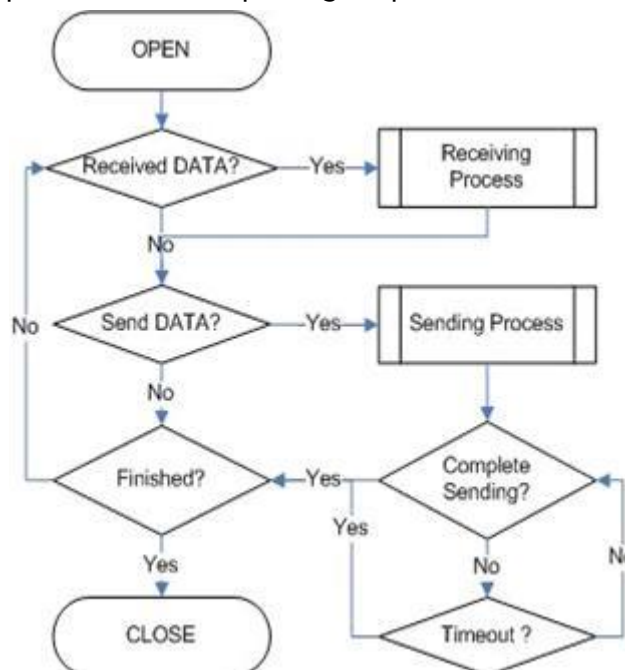 OPEN
Received DATA?
Yes
Receiving
Process
No
Send DATA?
Yes
Sending Process
No
No
Finished?
Yes
Complete
Sending?
Yes
Yes
No
No
CLOSE
Timeout ?